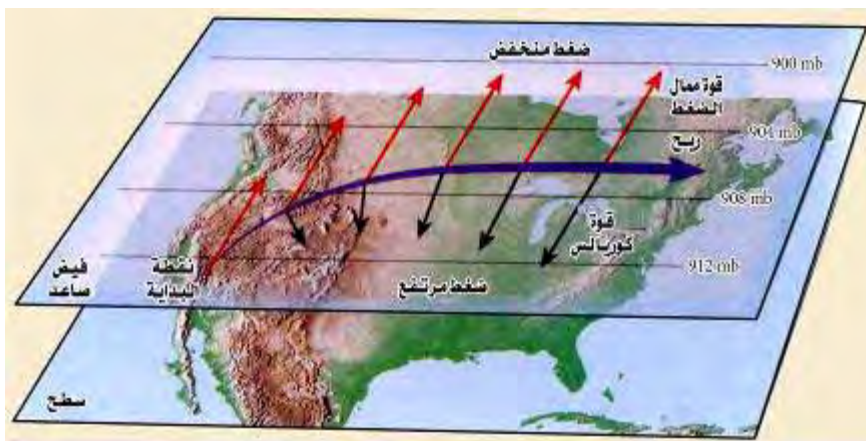 ضغط منخفض
900 mb
قوة ممال
الضغط
904 mb
ريح
908 mb
قوة
كوريالس
912 mb
ضغط مرتفع
نقطة
البداية
فيض
صاعد
سطح